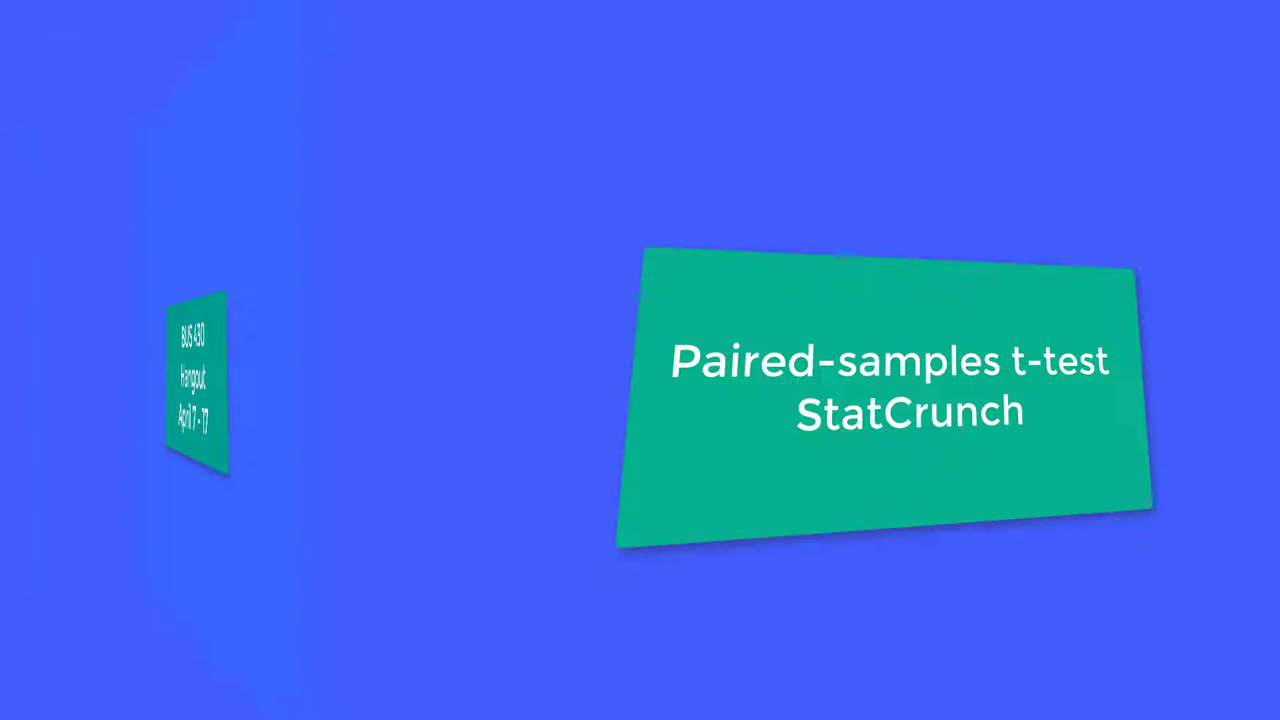 BUS 430
Hangout
April 7 - 17
Paired-samples t-test
StatCrunch